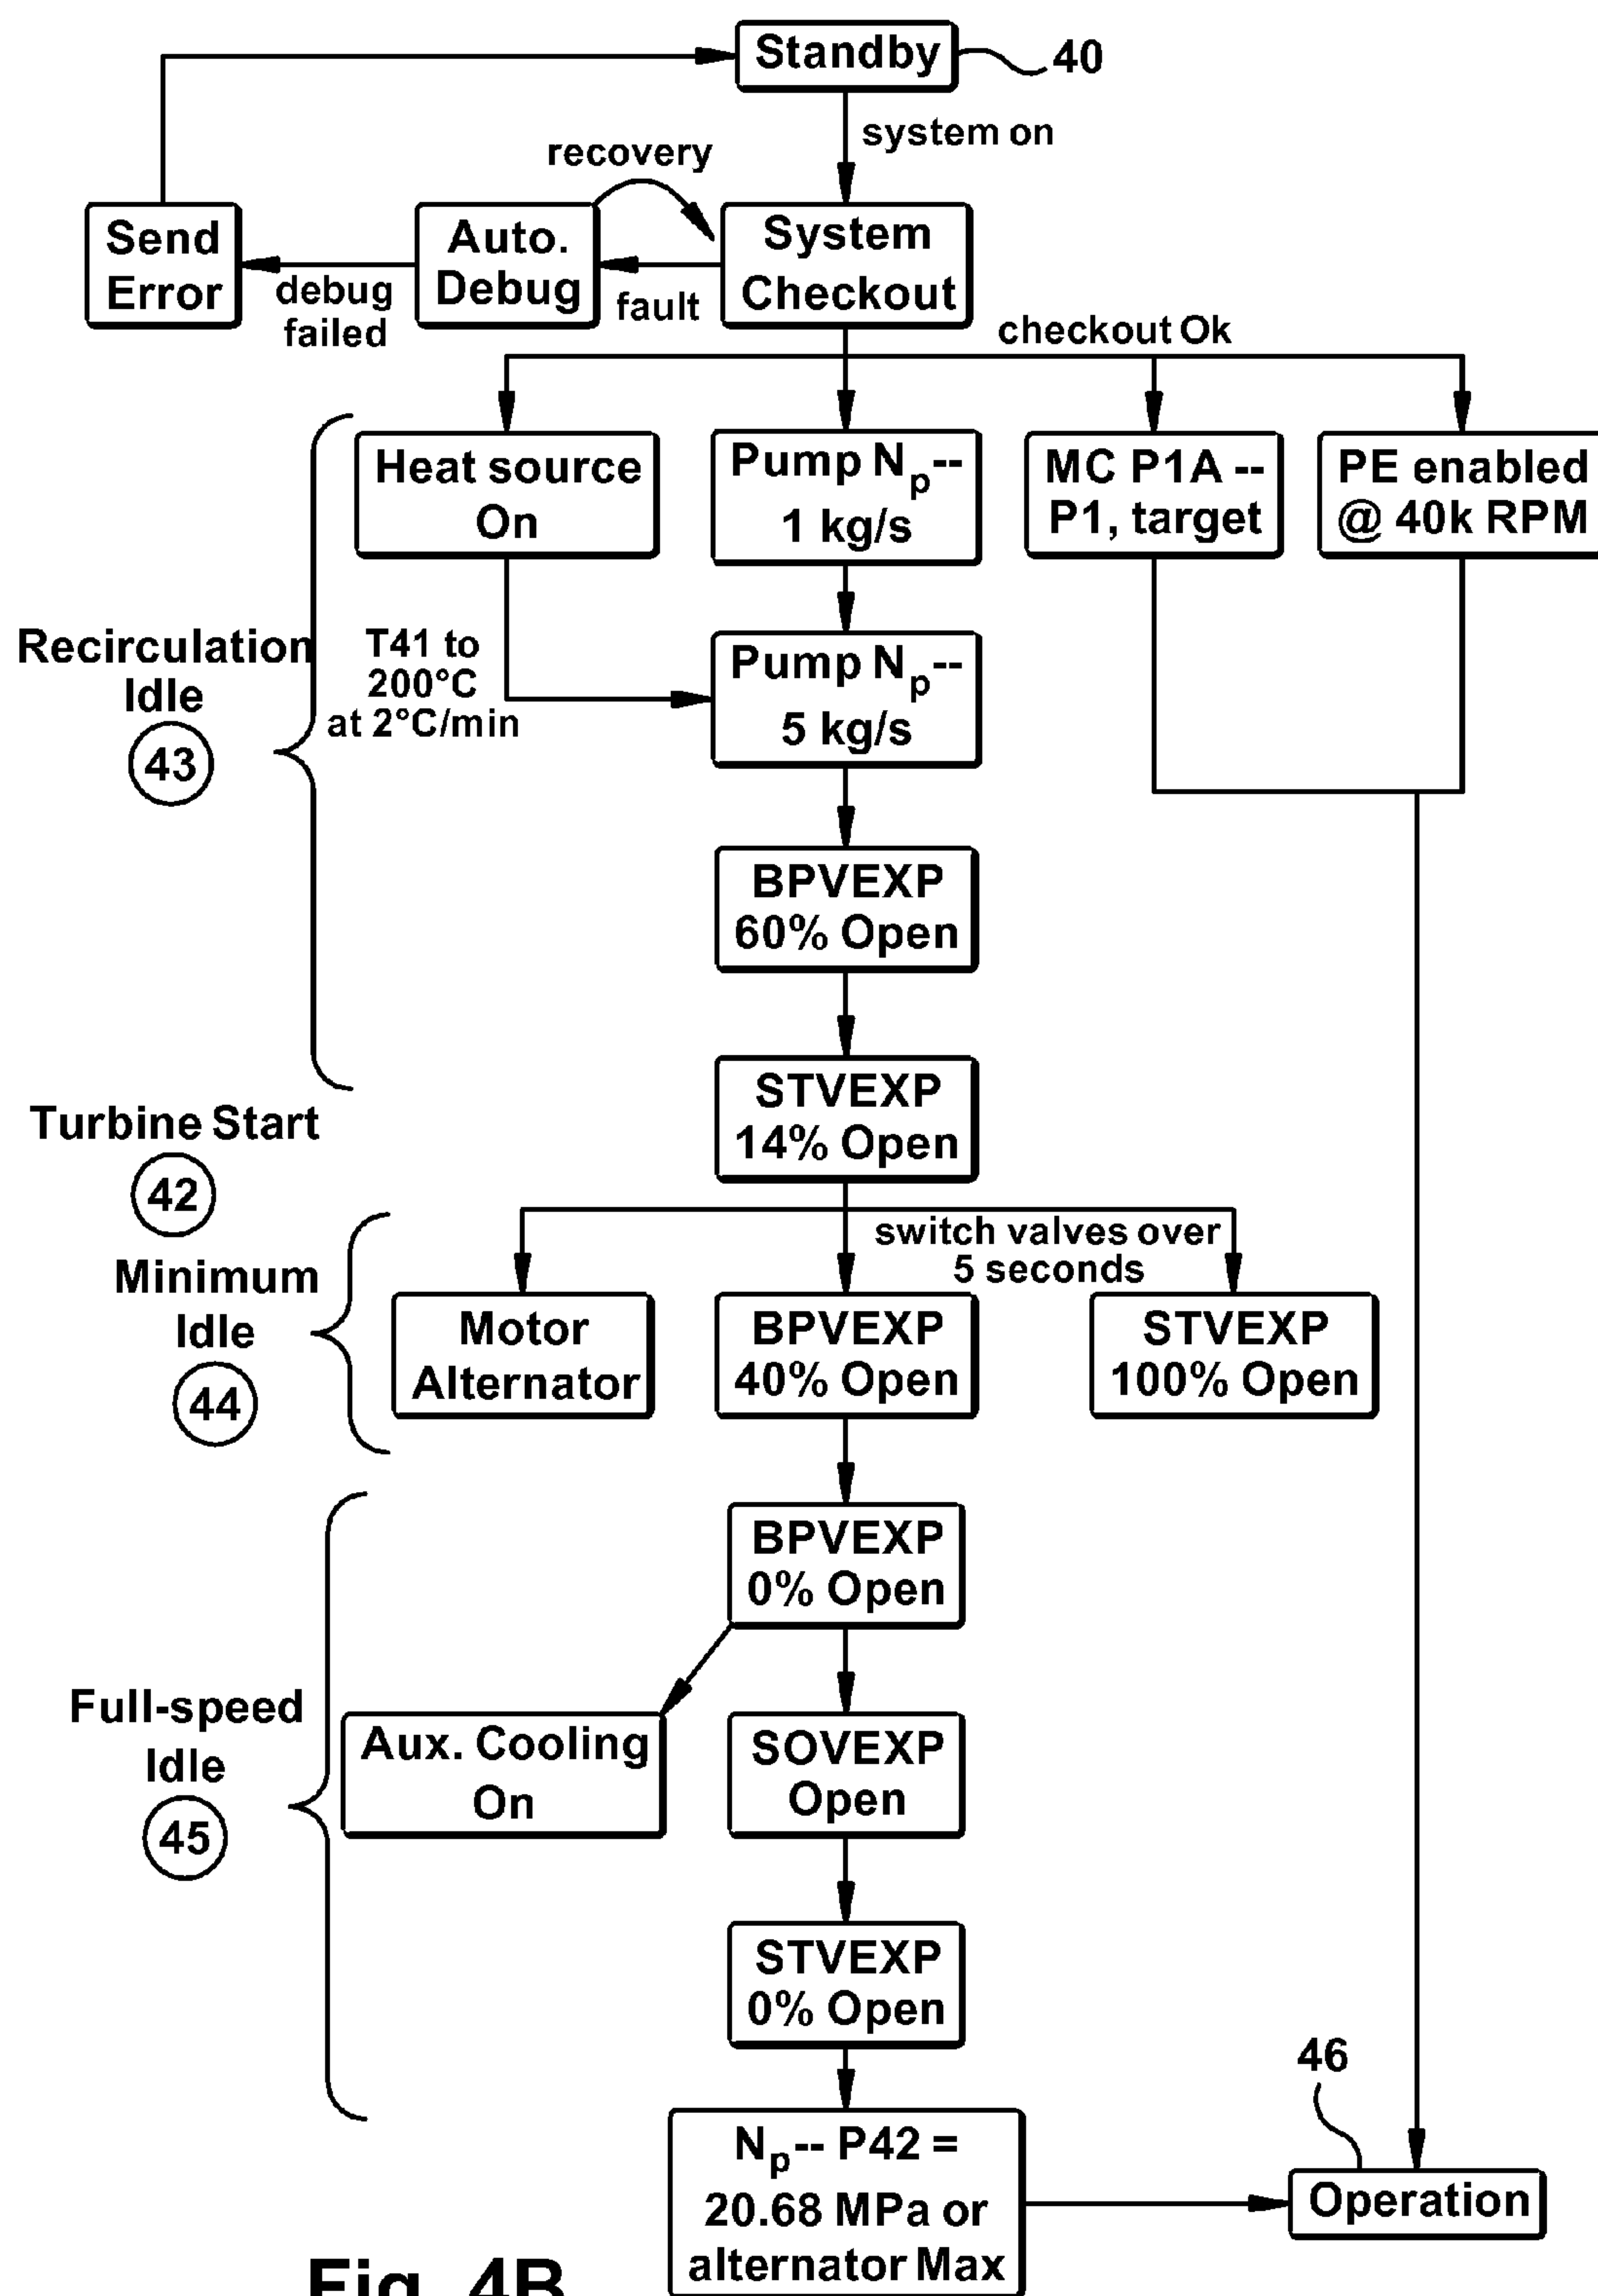 Standby
40
system on
recovery
Send
Error
debug
failed
Auto.
Debug
fault
System
Checkout
checkout Ok
Heat source
On
Pump Np--
1 kg/s
MC P1A --
P1, target
PE enabled
@ 40k RPM
Recirculation
Idle
43
T41 to
200°C
at 2°C/min
Pump Np--
5 kg/s
BPVEXP
60% Open
STVEXP
14% Open
Turbine Start
42
switch valves over
5 seconds
Minimum
Idle
44
Motor
Alternator
BPVEXP
40% Open
STVEXP
100% Open
BPVEXP
0% Open
Full-speed
Idle
45
Aux. Cooling
On
SOVEXP
Open
STVEXP
0% Open
46
Np-- P42 =
20.68 MPa or
alternator Max
Operation
Fig. 4B